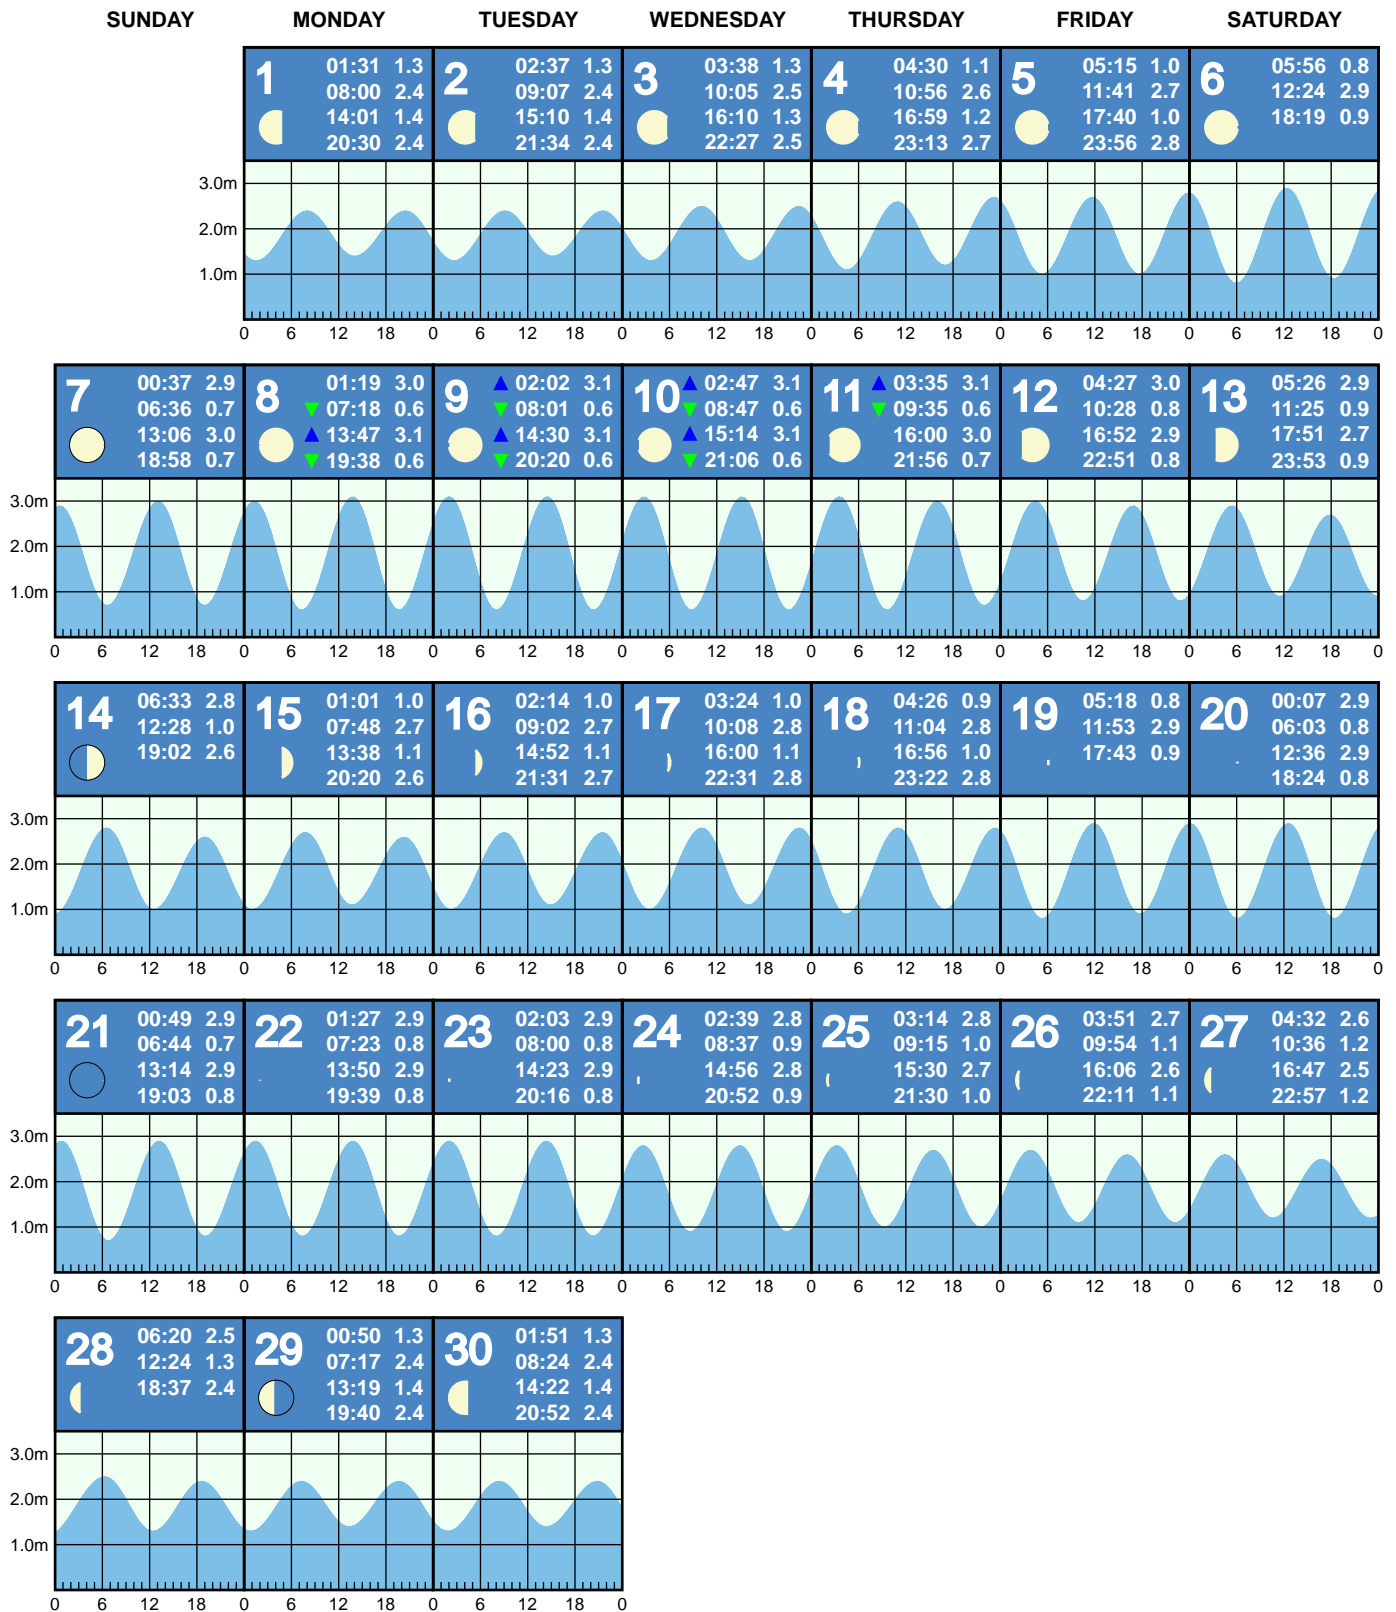 SUNDAY MONDAY TUESDAY WEDNESDAY THURSDAY FRIDAY SATURDAY
1 01:31 1.3
08:00 2.4
14:01 1.4
20:30 2.4
2 02:37 1.3
09:07 2.4
15:10 1.4
21:34 2.4
3 03:38 1.3
10:05 2.5
16:10 1.3
22:27 2.5
4 04:30 1.1
10:56 2.6
16:59 1.2
23:13 2.7
5 05:15 1.0
11:41 2.7
17:40 1.0
23:56 2.8
6 05:56 0.8
12:24 2.9
18:19 0.9
3.0m
2.0m
1.0m
0 6 12 18 0 6 12 18 0 6 12 18 0 6 12 18 0 6 12 18 0 6 12 18 0
7 00:37 2.9
06:36 0.7
13:06 3.0
18:58 0.7
8 01:19 3.0
07:18 0.6
13:47 3.1
19:38 0.6
9 02:02 3.1
08:01 0.6
14:30 3.1
20:20 0.6
10 02:47 3.1
08:47 0.6
15:14 3.1
21:06 0.6
11 03:35 3.1
09:35 0.6
16:00 3.0
21:56 0.7
12 04:27 3.0
10:28 0.8
16:52 2.9
22:51 0.8
13 05:26 2.9
11:25 0.9
17:51 2.7
23:53 0.9
3.0m
2.0m
1.0m
0 6 12 18 0 6 12 18 0 6 12 18 0 6 12 18 0 6 12 18 0 6 12 18 0 6 12 18 0
14 06:33 2.8
12:28 1.0
19:02 2.6
15 01:01 1.0
07:48 2.7
13:38 1.1
20:20 2.6
16 02:14 1.0
09:02 2.7
14:52 1.1
21:31 2.7
17 03:24 1.0
10:08 2.8
16:00 1.1
22:31 2.8
18 04:26 0.9
11:04 2.8
16:56 1.0
23:22 2.8
19 05:18 0.8
11:53 2.9
17:43 0.9
20 00:07 2.9
06:03 0.8
12:36 2.9
18:24 0.8
3.0m
2.0m
1.0m
0 6 12 18 0 6 12 18 0 6 12 18 0 6 12 18 0 6 12 18 0 6 12 18 0 6 12 18 0
21 00:49 2.9
06:44 0.7
13:14 2.9
19:03 0.8
22 01:27 2.9
07:23 0.8
13:50 2.9
19:39 0.8
23 02:03 2.9
08:00 0.8
14:23 2.9
20:16 0.8
24 02:39 2.8
08:37 0.9
14:56 2.8
20:52 0.9
25 03:14 2.8
09:15 1.0
15:30 2.7
21:30 1.0
26 03:51 2.7
09:54 1.1
16:06 2.6
22:11 1.1
27 04:32 2.6
10:36 1.2
16:47 2.5
22:57 1.2
3.0m
2.0m
1.0m
0 6 12 18 0 6 12 18 0 6 12 18 0 6 12 18 0 6 12 18 0 6 12 18 0 6 12 18 0
28 06:20 2.5
12:24 1.3
18:37 2.4
29 00:50 1.3
07:17 2.4
13:19 1.4
19:40 2.4
30 01:51 1.3
08:24 2.4
14:22 1.4
20:52 2.4
3.0m
2.0m
1.0m
0 6 12 18 0 6 12 18 0 6 12 18 0